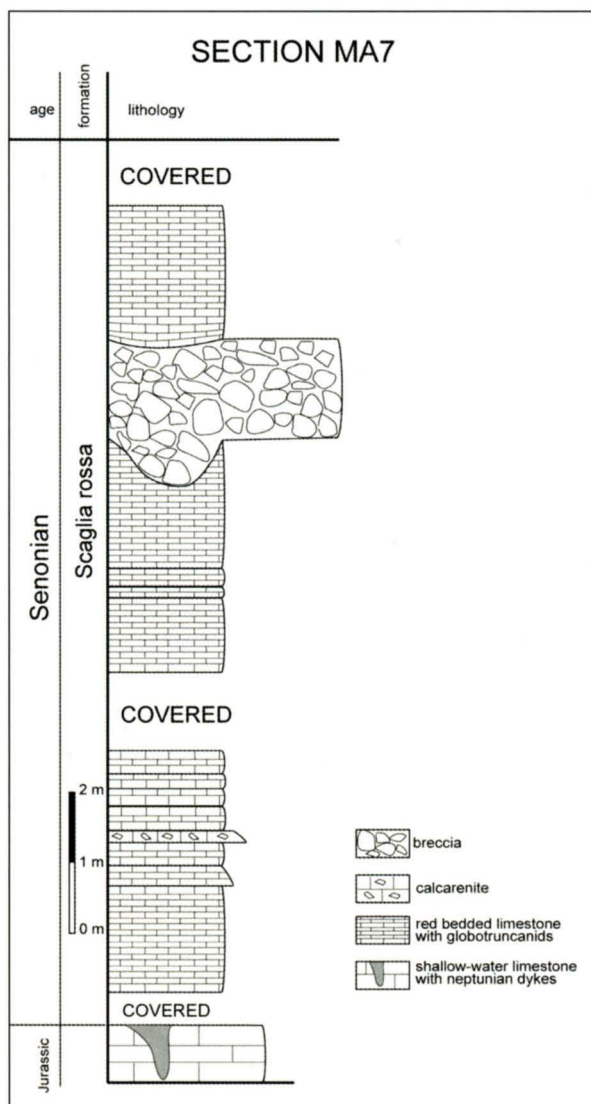 SECTION MA7
age
formation
lithology
COVERED
Senonian
Scaglia rossa
COVERED
2 m
1 m
0 m
breccia
calcarenite
red bedded limestone
with globotruncanids
shallow-water limestone
with neptunian dykes
COVERED
Jurassic